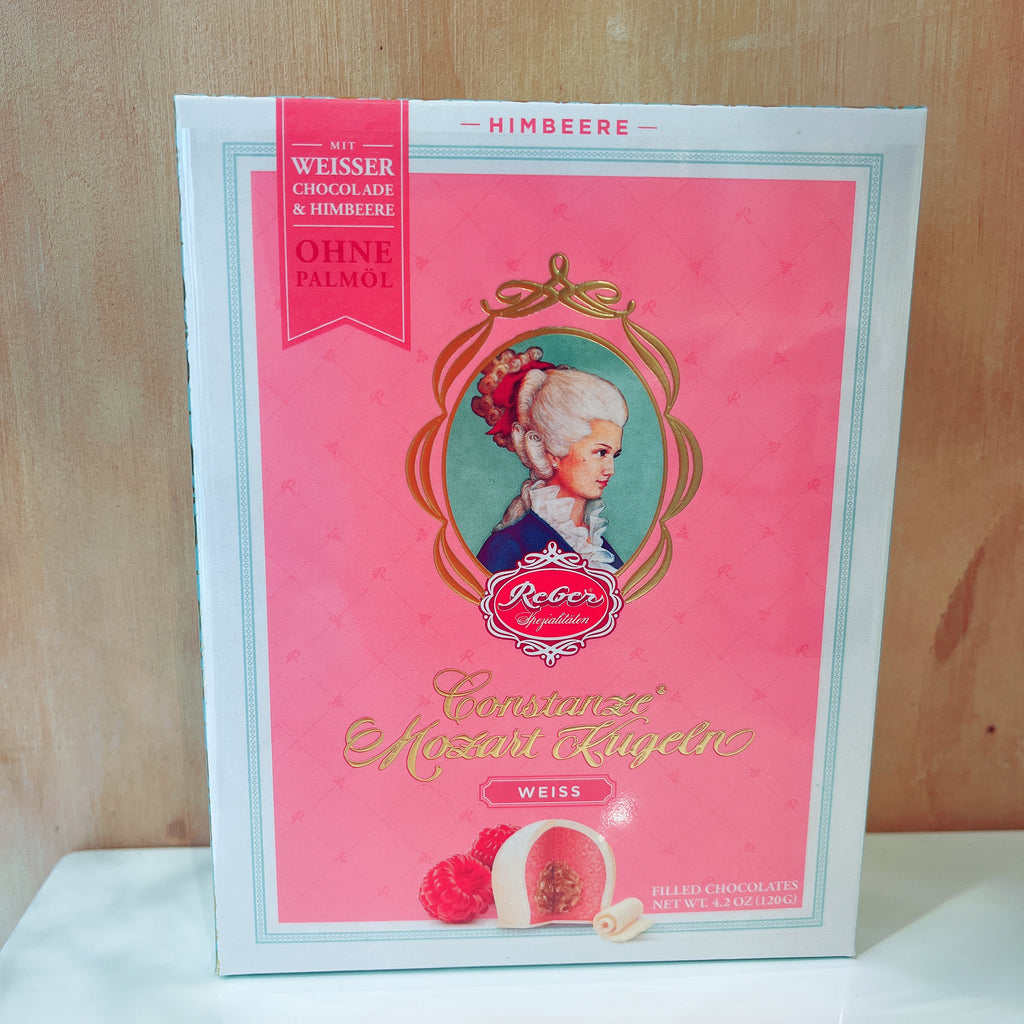 HIMBEERE
MIT
WEISSER
CHOCOLADE
& HIMBEERE
OHNE
PALMÖL
Reber
Spezialitäten
Constanze®
Mozart Kugeln
WEISS
FILLED CHOCOLATES
NET WT. 4.2 OZ (120G)